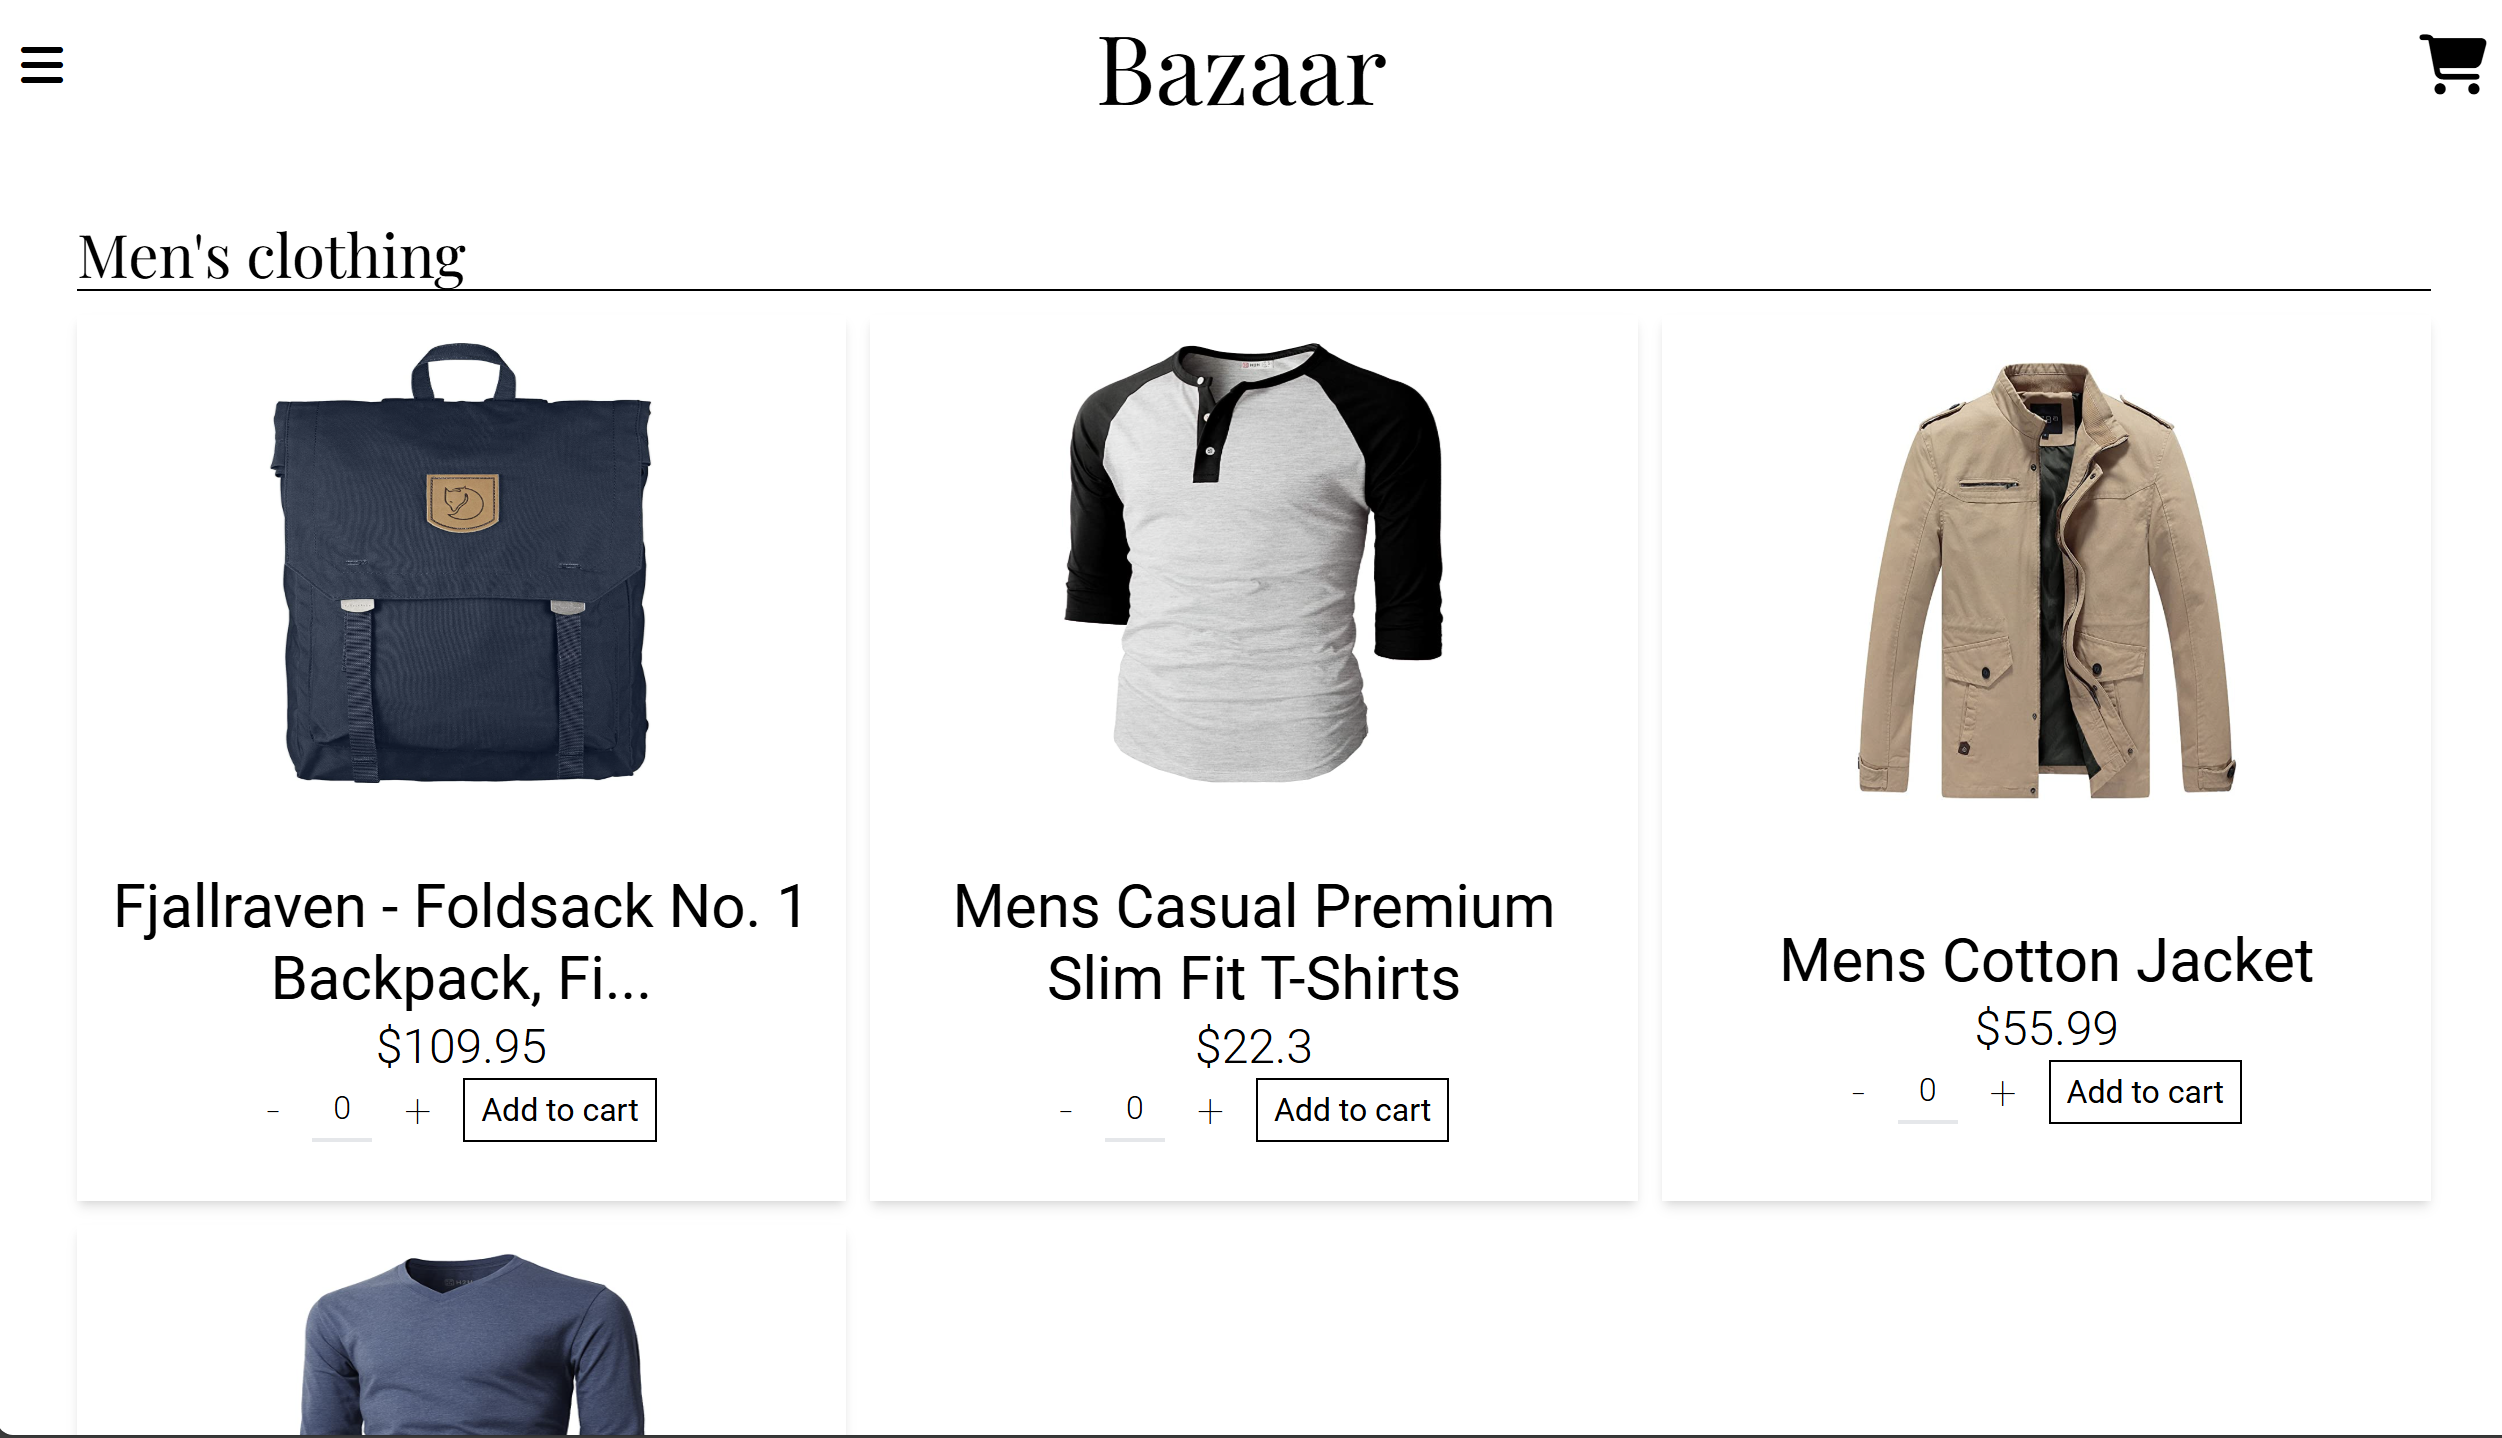 Bazaar
Men's clothing
Fjallraven - Foldsack No. 1
Backpack, Fi...
$109.95
- 0 + Add to cart
Mens Casual Premium
Slim Fit T-Shirts
$22.3
- 0 + Add to cart
Mens Cotton Jacket
$55.99
- 0 + Add to cart